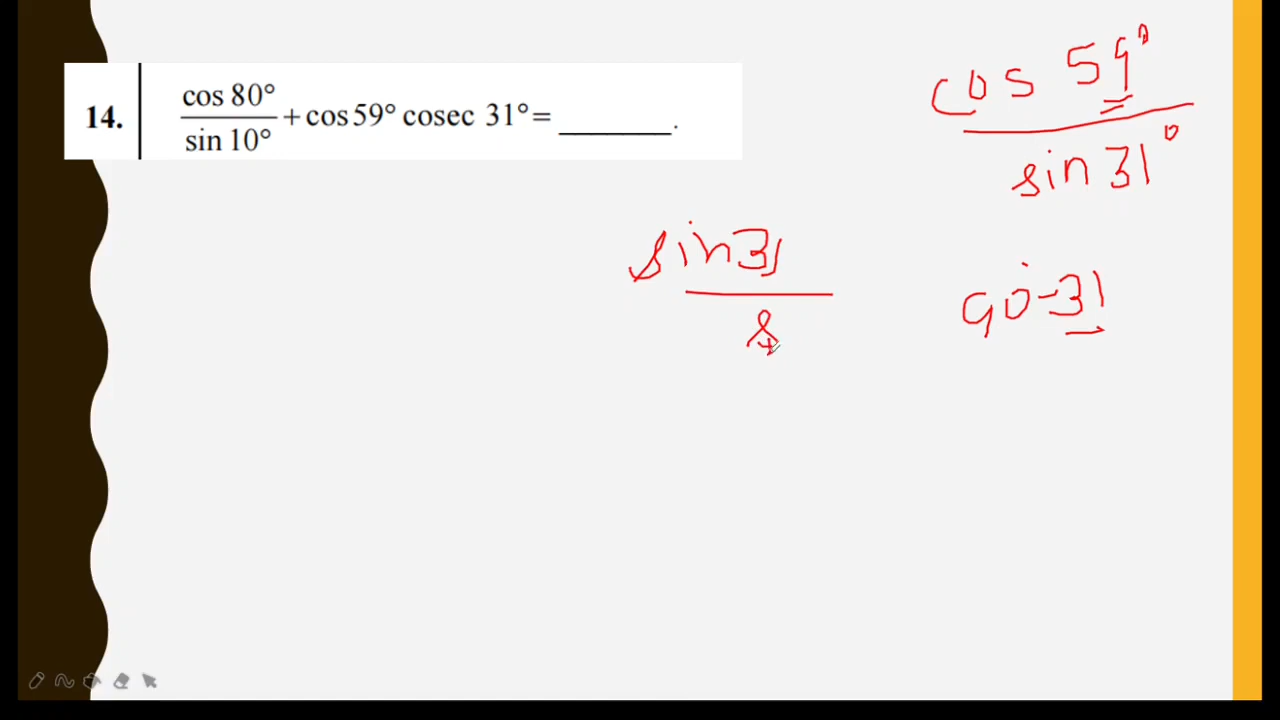 14. cos 80° / sin 10° + cos 59° cosec 31° = ________.
cos 59° / sin 31°
sin 31
90 - 31